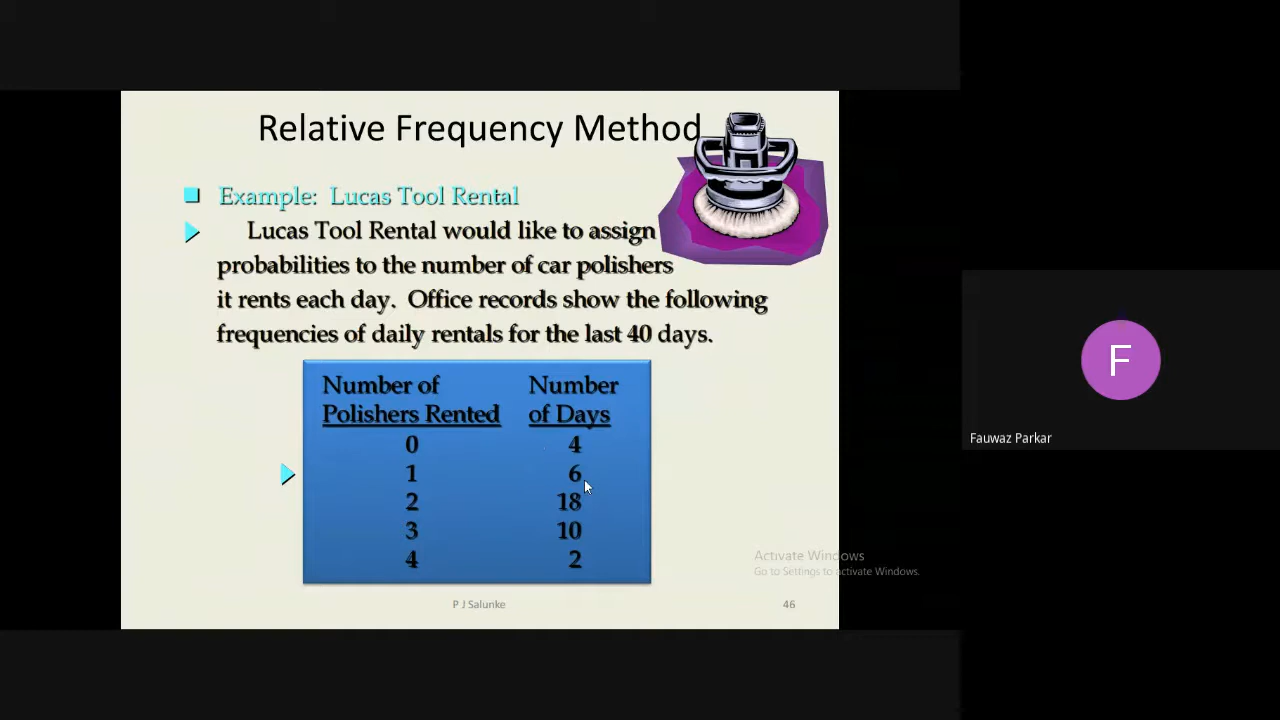 Relative Frequency Method
Example: Lucas Tool Rental
Lucas Tool Rental would like to assign
probabilities to the number of car polishers
it rents each day. Office records show the following
frequencies of daily rentals for the last 40 days.
Number of Number
Polishers Rented of Days
0 4
1 6
2 18
3 10
4 2
P J Salunke 46
Activate Windows
Go to Settings to activate Windows.
F
Fauwaz Parkar